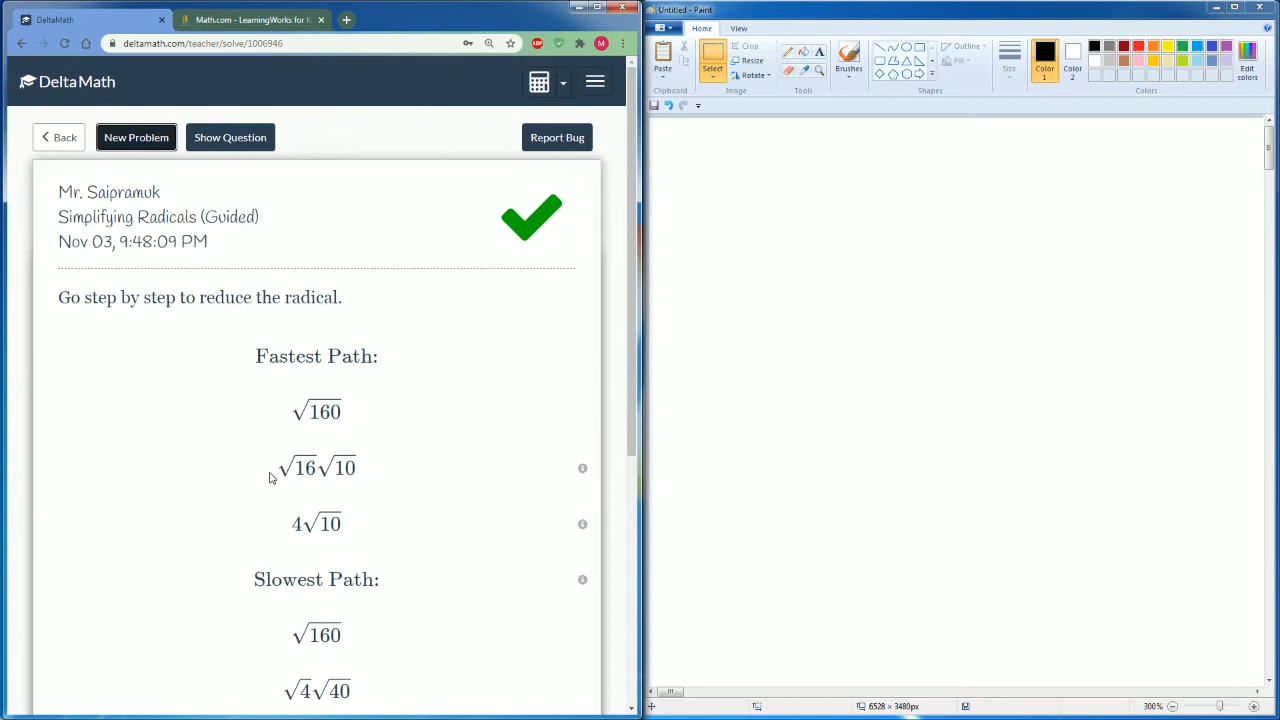 DeltaMath
Math.com - LearningWorks for K
Untitled - Paint
deltamath.com/teacher/solve/1006946
ABP
M
Home
View
Paste
Select
Crop
Resize
Rotate
A
Brushes
Outline
Fill
Size
Color 1
Color 2
Edit colors
Clipboard
Image
Tools
Shapes
Colors
DeltaMath
Back
New Problem
Show Question
Report Bug
Mr. Saipramuk
Simplifying Radicals (Guided)
Nov 03, 9:48:09 PM
Go step by step to reduce the radical.
Fastest Path:
√160
√16√10
4√10
Slowest Path:
√160
√4√40
6528 × 3480px
300%